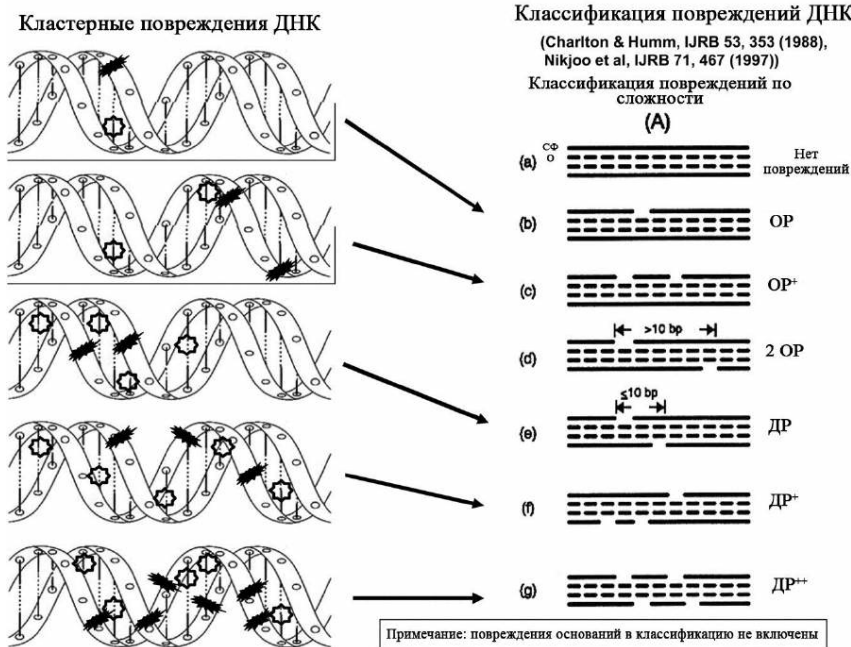 Кластерные повреждения ДНК
Классификация повреждений ДНК
(Charlton & Humm, IJRB 53, 353 (1988),
Nikjoo et al, IJRB 71, 467 (1997))
Классификация повреждений по
сложности
(A)
(a)
СФ
О
Нет
повреждений
(b)
ОР
(c)
ОР⁺
(d)
>10 bp
2 ОР
(e)
≤10 bp
ДР
(f)
ДР⁺
(g)
ДР⁺⁺
Примечание: повреждения оснований в классификацию не включены